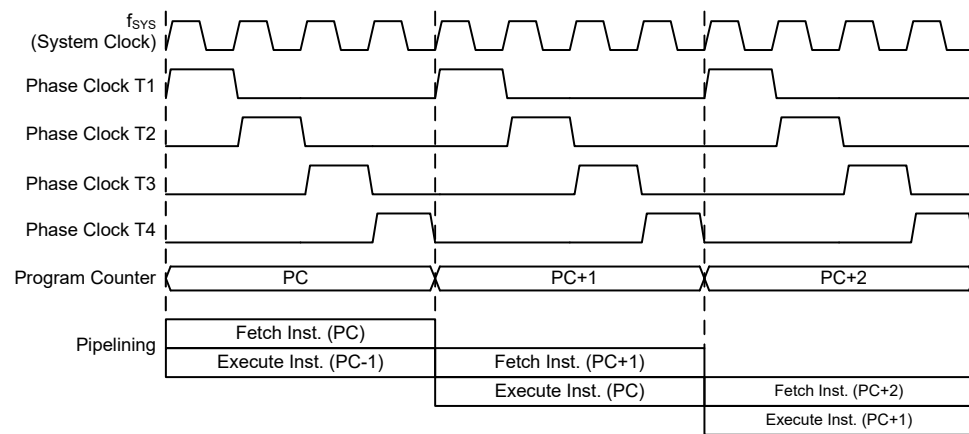 fSYS
(System Clock)
Phase Clock T1
Phase Clock T2
Phase Clock T3
Phase Clock T4
Program Counter PC PC+1 PC+2
Pipelining
Fetch Inst. (PC)
Execute Inst. (PC-1) Fetch Inst. (PC+1)
Execute Inst. (PC) Fetch Inst. (PC+2)
Execute Inst. (PC+1)